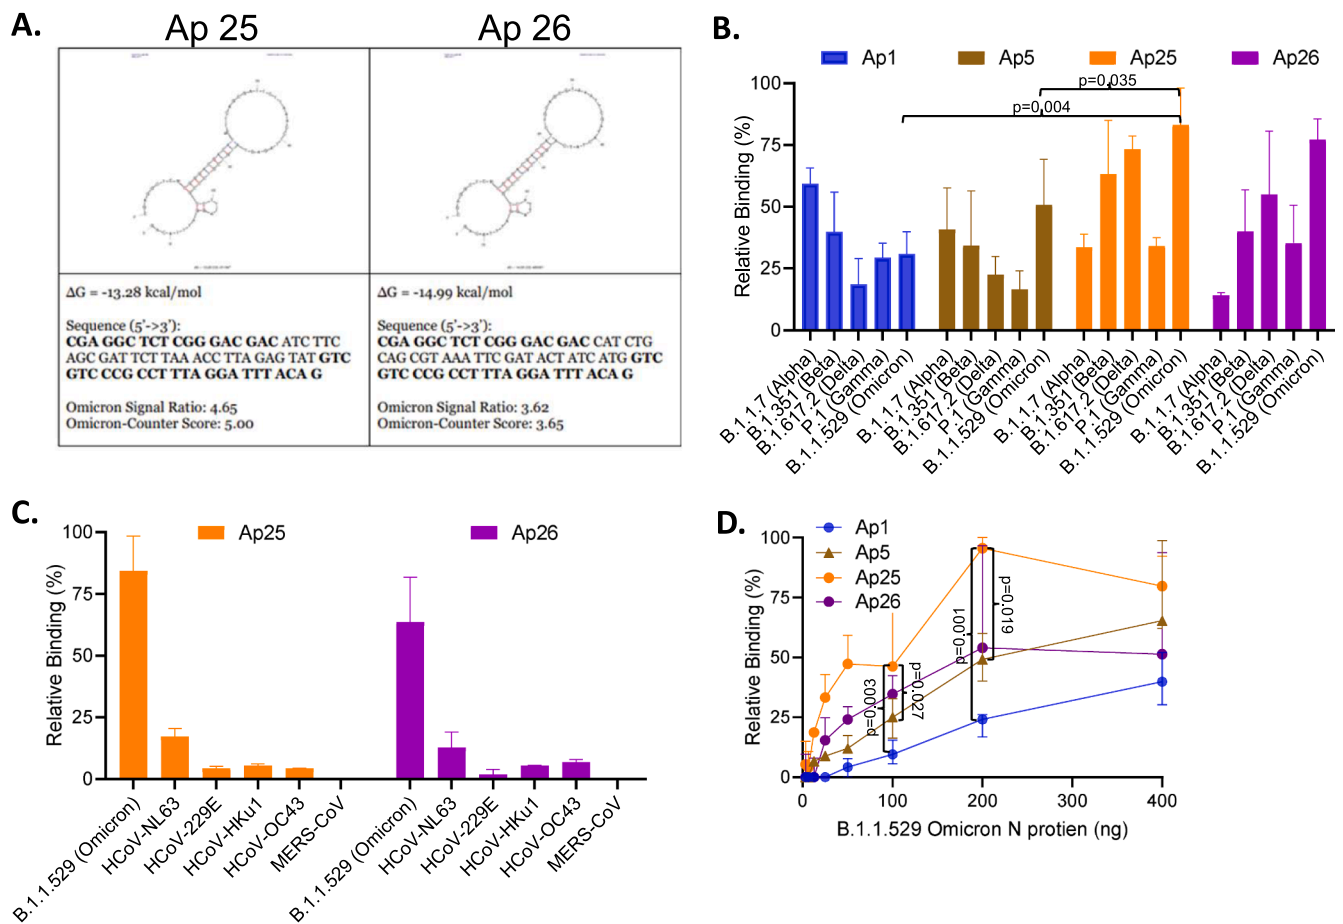 A.
Ap 25
Ap 26
ΔG = -13.28 kcal/mol
Sequence (5'->3'):
CGA GGC TCT CGG GAC GAC ATC TTC
AGC GAT TCT TAA ACC TTA GAG TAT GTC
GTC CCG CCT TTA GGA TTT ACA G
Omicron Signal Ratio: 4.65
Omicron-Counter Score: 5.00
ΔG = -14.99 kcal/mol
Sequence (5'->3'):
CGA GGC TCT CGG GAC GAC CAT CTG
CAG CGT AAA TTC GAT ACT ATC ATG GTC
GTC CCG CCT TTA GGA TTT ACA G
Omicron Signal Ratio: 3.62
Omicron-Counter Score: 3.65
B.
Ap1
Ap5
Ap25
Ap26
Relative Binding (%)
100
75
50
25
0
p=0.035
p=0.004
B.1.1.7 (Alpha)
B.1.351 (Beta)
B.1.617.2 (Delta)
P.1 (Gamma)
B.1.1.529 (Omicron)
B.1.1.7 (Alpha)
B.1.351 (Beta)
B.1.617.2 (Delta)
P.1 (Gamma)
B.1.1.529 (Omicron)
B.1.1.7 (Alpha)
B.1.351 (Beta)
B.1.617.2 (Delta)
P.1 (Gamma)
B.1.1.529 (Omicron)
B.1.1.7 (Alpha)
B.1.351 (Beta)
B.1.617.2 (Delta)
P.1 (Gamma)
B.1.1.529 (Omicron)
C.
Ap25
Ap26
Relative Binding (%)
100
75
50
25
0
B.1.1.529 (Omicron)
HCoV-NL63
HCoV-229E
HCoV-HKu1
HCoV-OC43
MERS-CoV
B.1.1.529 (Omicron)
HCoV-NL63
HCoV-229E
HCoV-HKu1
HCoV-OC43
MERS-CoV
D.
Ap1
Ap5
Ap25
Ap26
Relative Binding (%)
100
75
50
25
0
p=0.003
p=0.027
p=0.001
p=0.019
0
100
200
300
400
B.1.1.529 Omicron N protien (ng)